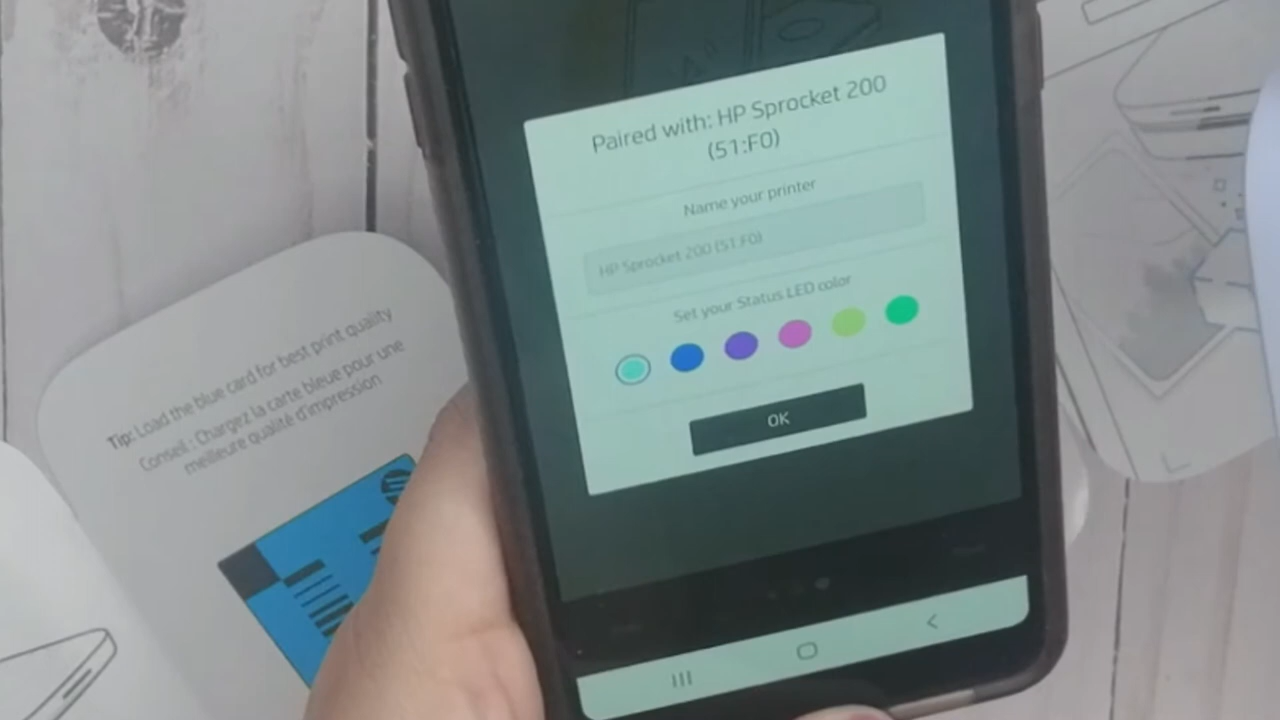 Paired with: HP Sprocket 200
(51:F0)
Name your printer
HP Sprocket 200 (51:F0)
Set your Status LED color
OK
Tip: Load the blue card for best print quality
Conseil : Chargez la carte bleue pour une
meilleure qualité d'impression